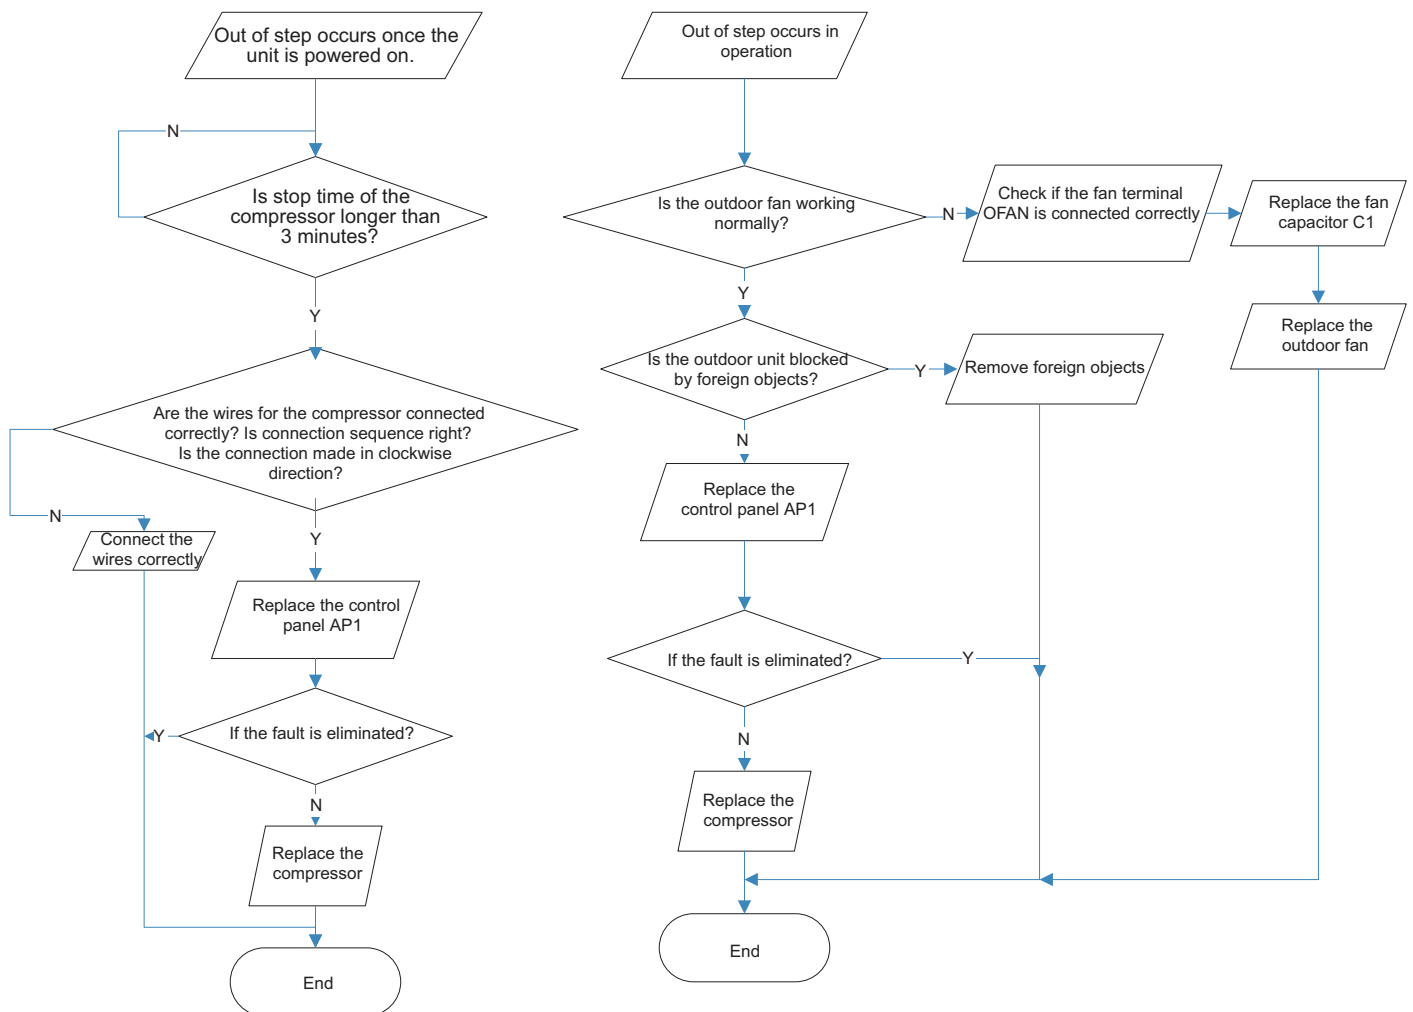 Out of step occurs once the
unit is powered on.
N
Is stop time of the
compressor longer than
3 minutes?
Y
Are the wires for the compressor connected
correctly? Is connection sequence right?
Is the connection made in clockwise
direction?
N
Connect the
wires correctly
Y
Replace the control
panel AP1
If the fault is eliminated?
Y
N
Replace the
compressor
End
Out of step occurs in
operation
Is the outdoor fan working
normally?
N
Check if the fan terminal
OFAN is connected correctly
Replace the fan
capacitor C1
Replace the
outdoor fan
Y
Is the outdoor unit blocked
by foreign objects?
Y
Remove foreign objects
N
Replace the
control panel AP1
If the fault is eliminated?
Y
N
Replace the
compressor
End